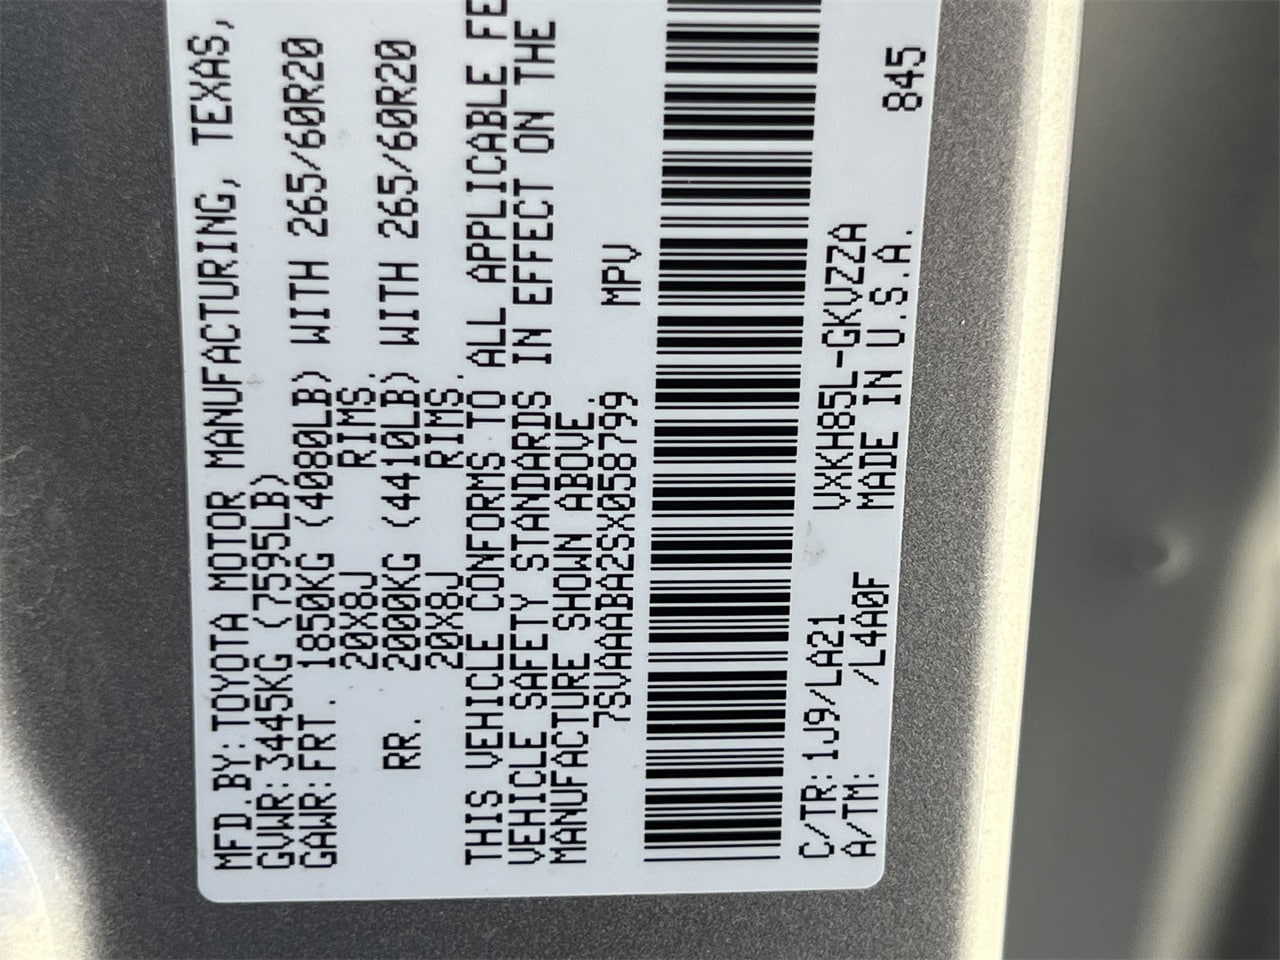 MFD.BY:TOYOTA MOTOR MANUFACTURING, TEXAS,
GVWR:3445KG (7595LB)
GAWR:FRT. 1850KG (4080LB) WITH 265/60R20
20X8J RIMS.
RR. 2000KG (4410LB) WITH 265/60R20
20X8J RIMS.
THIS VEHICLE CONFORMS TO ALL APPLICABLE FE
VEHICLE SAFETY STANDARDS IN EFFECT ON THE
MANUFACTURE SHOWN ABOVE.
7SVAAABA2SX058799 MPV
C/TR:1J9/LA21 VXKH85L-GKVZZA
A/TM: /L4A0F MADE IN U.S.A.
845